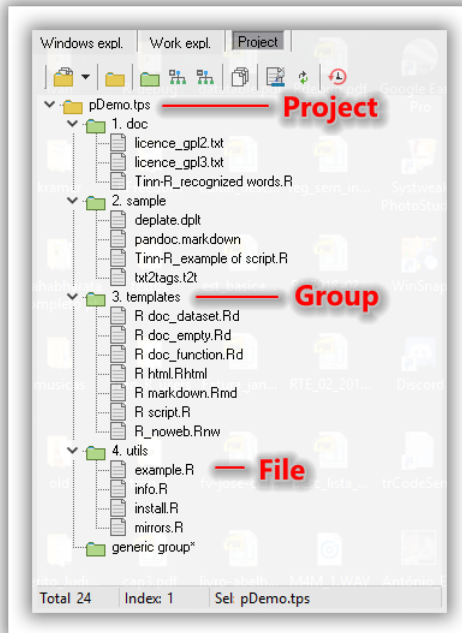 Windows expl. Work expl. Project
pDemo.tps Project
1. doc
licence_gpl2.txt
licence_gpl3.txt
Tinn-R_recognized words.R
2. sample
deplate.dplt
pandoc.markdown
Tinn-R_example of script.R
txt2tags.t2t
3. templates Group
R doc_dataset.Rd
R doc_empty.Rd
R doc_function.Rd
R html.Rhtml
R markdown.Rmd
R script.R
R_noweb.Rnw
4. utils
example.R File
info.R
install.R
mirrors.R
generic group*
Total 24 Index: 1 Sel: pDemo.tps